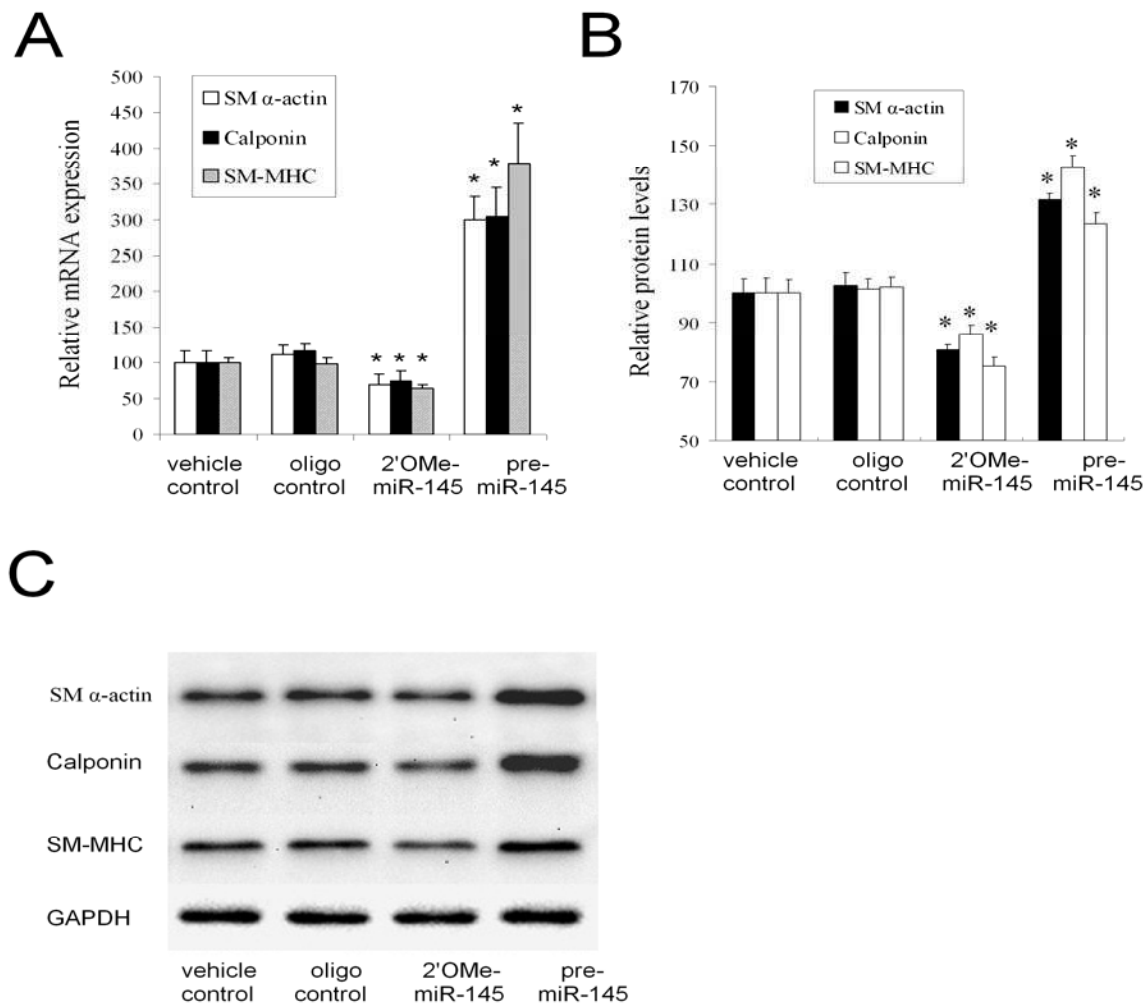 A
500
450
400
350
300
250
200
150
100
50
0
Relative mRNA expression
SM α-actin
Calponin
SM-MHC
* * *
* * *
vehicle control
oligo control
2'OMe-miR-145
pre-miR-145
B
170
150
130
110
90
70
50
Relative protein levels
SM α-actin
Calponin
SM-MHC
* * *
* * *
vehicle control
oligo control
2'OMe-miR-145
pre-miR-145
C
SM α-actin
Calponin
SM-MHC
GAPDH
vehicle control
oligo control
2'OMe-miR-145
pre-miR-145